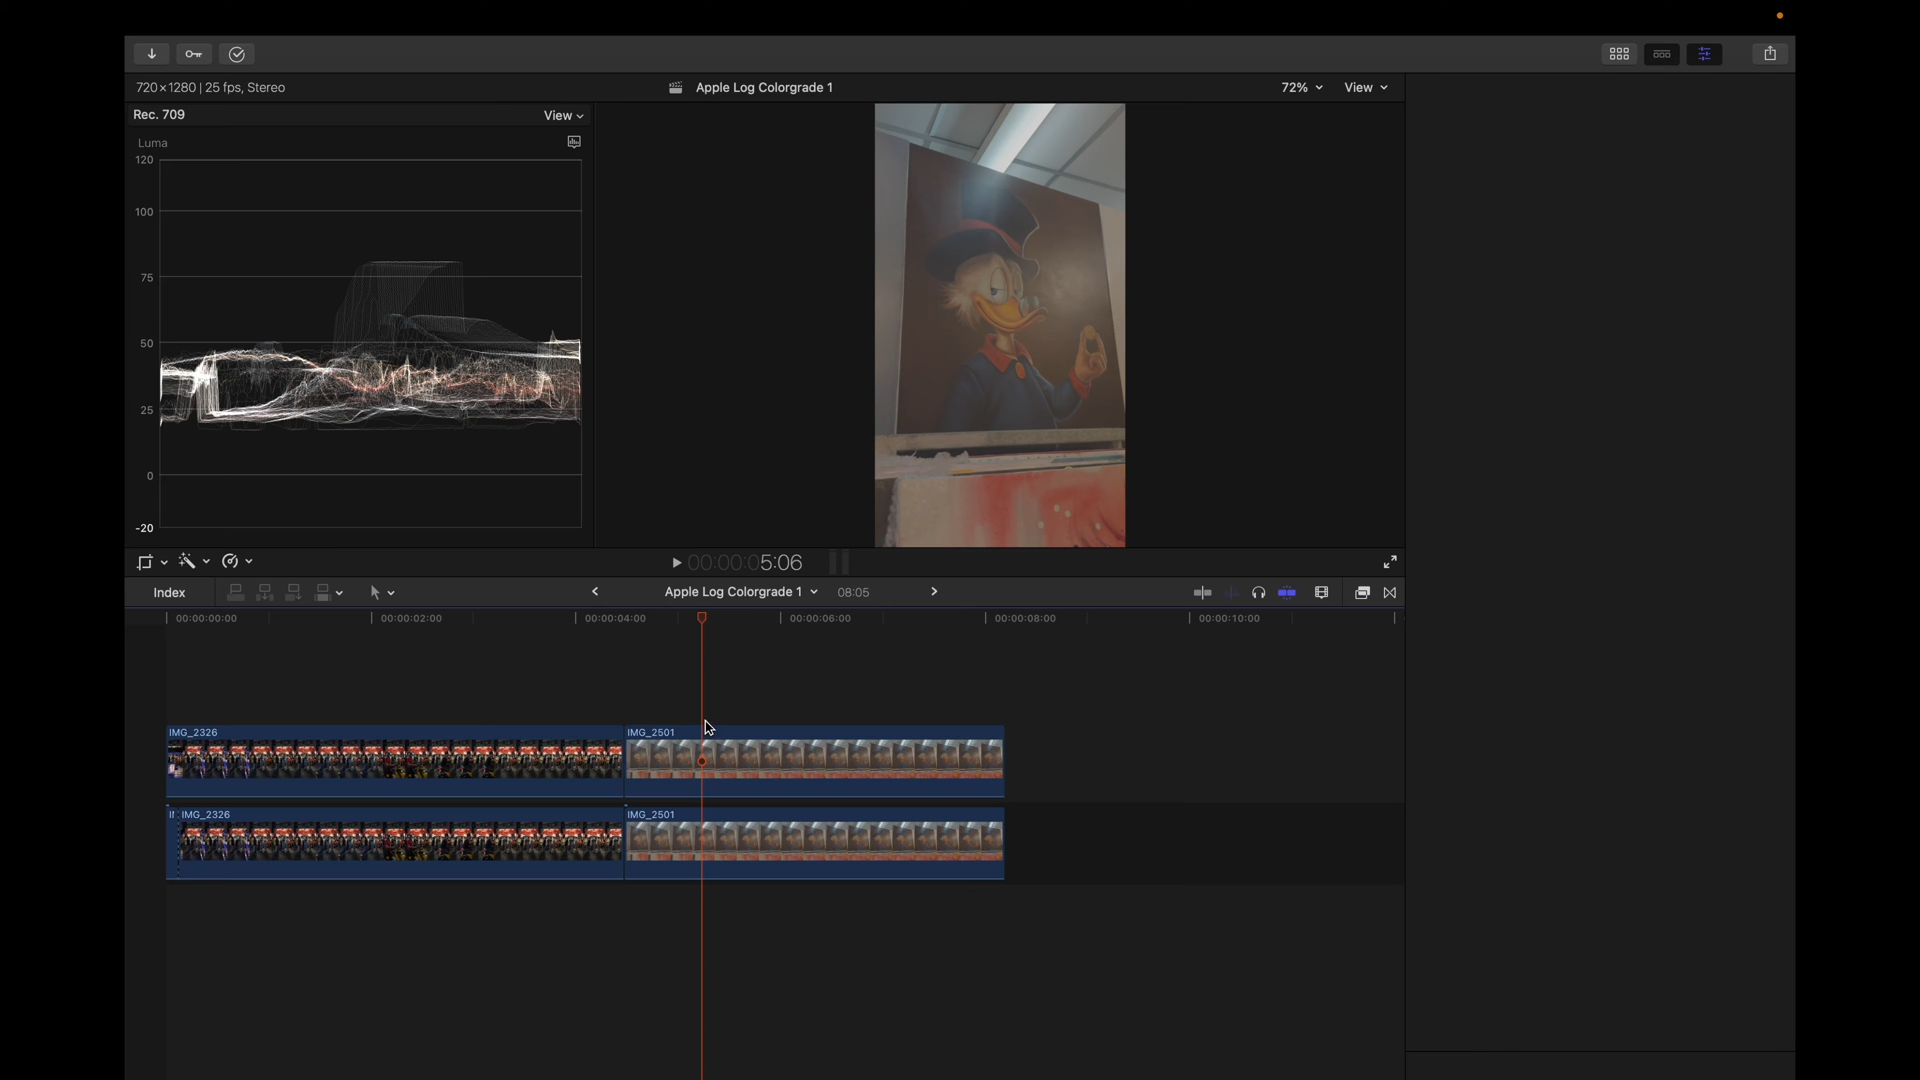 720×1280 | 25 fps, Stereo
Apple Log Colorgrade 1
72%
View
Rec. 709
View
Luma
120
100
75
50
25
0
-20
00:00:05:06
Index
Apple Log Colorgrade 1
08:05
00:00:00:00
00:00:02:00
00:00:04:00
00:00:06:00
00:00:08:00
00:00:10:00
IMG_2326
IMG_2501
IMG_2326
IMG_2501